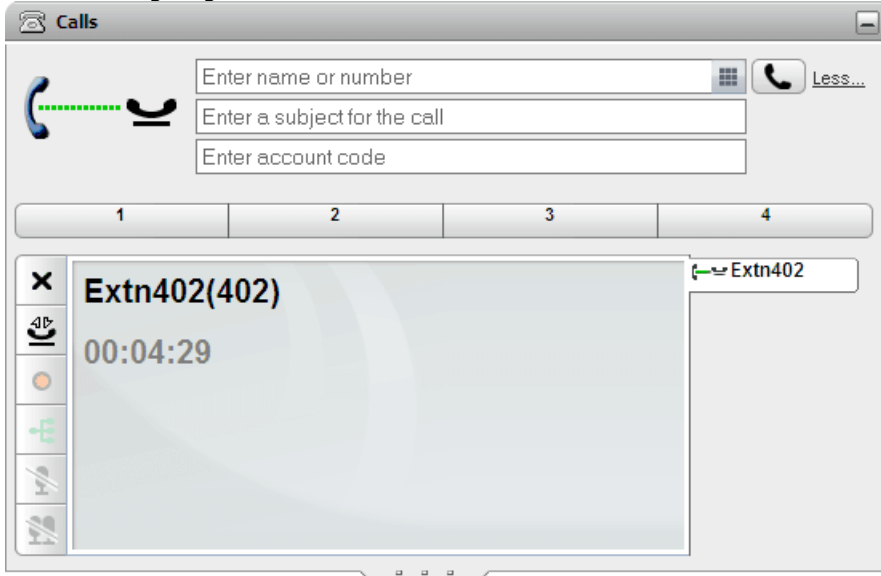 Calls
Enter name or number
Less...
Enter a subject for the call
Enter account code
1 2 3 4
Extn402(402)
00:04:29
Extn402